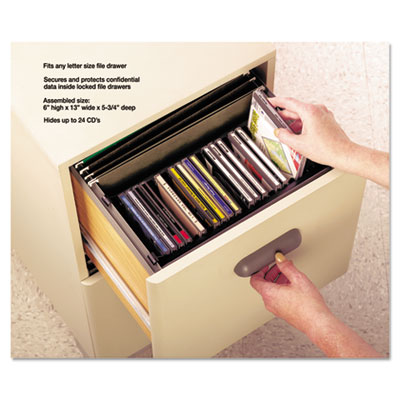 Fits any letter size file drawer
Secures and protects confidential
data inside locked file drawers
Assembled size:
6" high x 13" wide x 5-3/4" deep
Hides up to 24 CD's